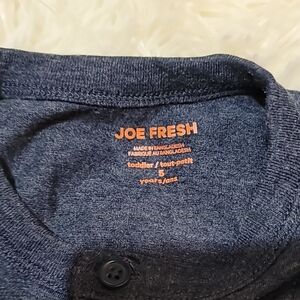 JOE FRESH
MADE IN BANGLADESH
FABRIQUÉ AU BANGLADESH
toddler / tout-petit
5
years/ans